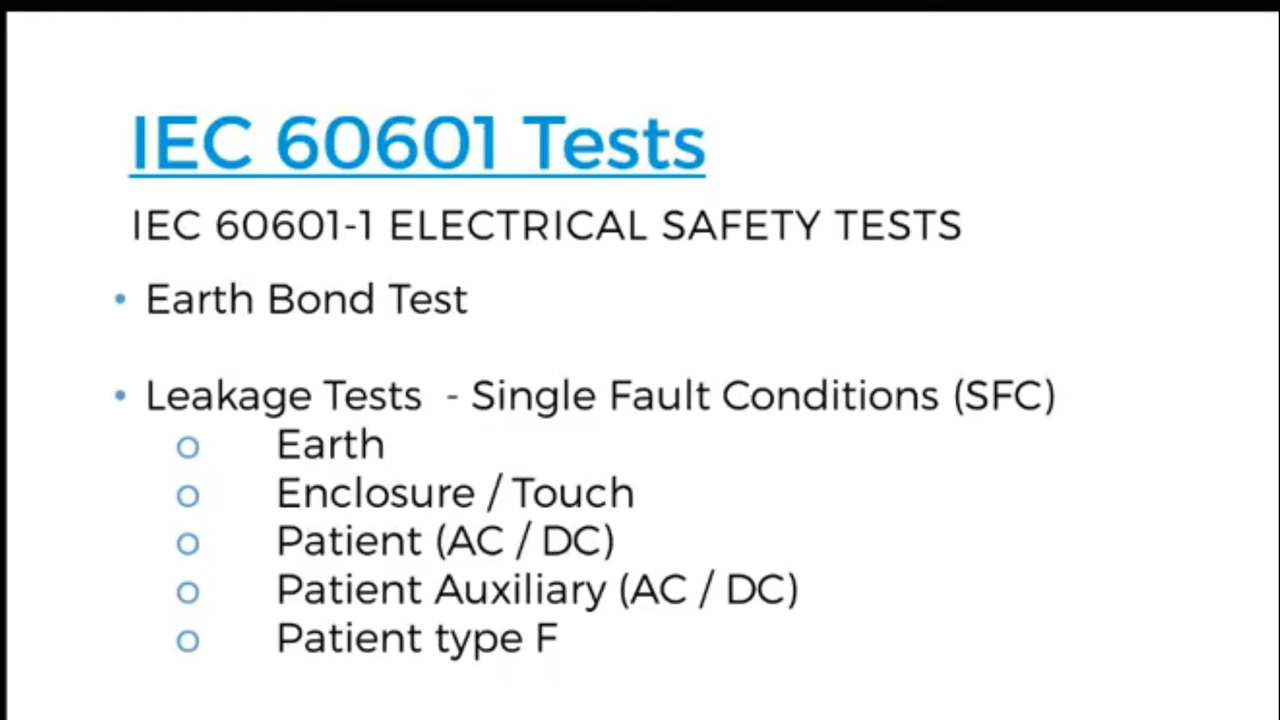 IEC 60601 Tests
IEC 60601-1 ELECTRICAL SAFETY TESTS
• Earth Bond Test
• Leakage Tests - Single Fault Conditions (SFC)
o Earth
o Enclosure / Touch
o Patient (AC / DC)
o Patient Auxiliary (AC / DC)
o Patient type F